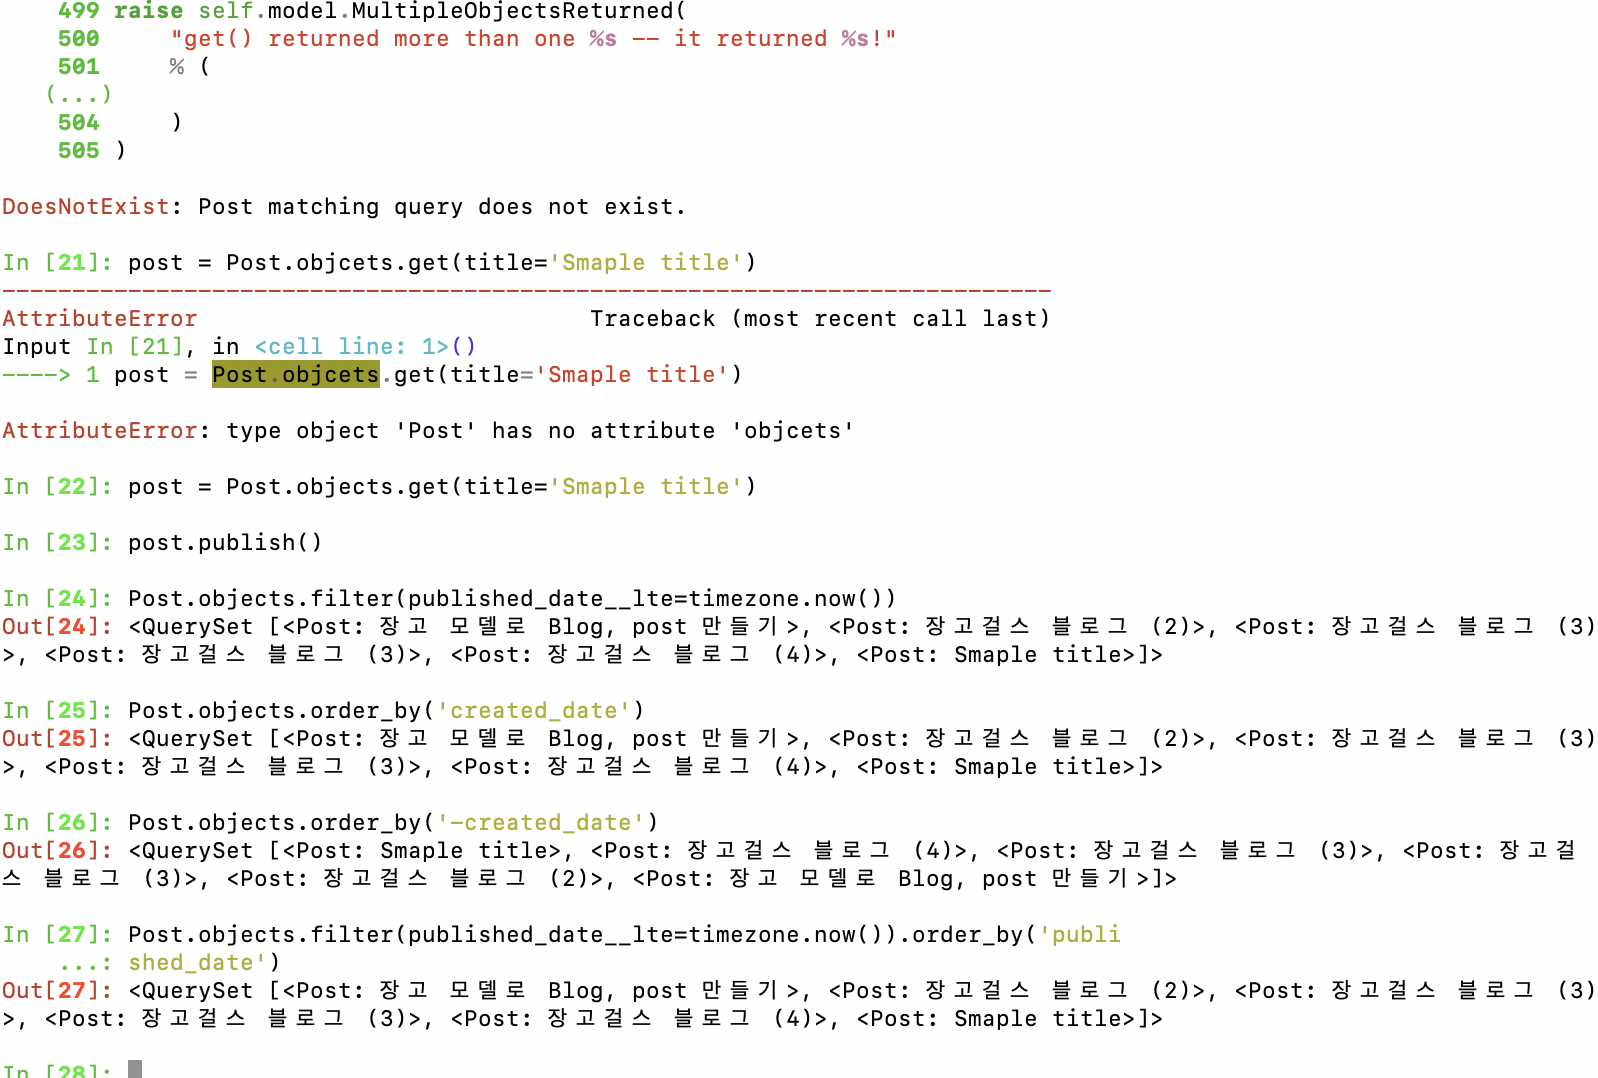 499 raise self.model.MultipleObjectsReturned(
500     "get() returned more than one %s -- it returned %s!"
501     % (
(...)
504     )
505 )
DoesNotExist: Post matching query does not exist.
In [21]: post = Post.objcets.get(title='Smaple title')
---------------------------------------------------------------------------
AttributeError                            Traceback (most recent call last)
Input In [21], in <cell line: 1>()
----> 1 post = Post.objcets.get(title='Smaple title')
AttributeError: type object 'Post' has no attribute 'objcets'
In [22]: post = Post.objects.get(title='Smaple title')
In [23]: post.publish()
In [24]: Post.objects.filter(published_date__lte=timezone.now())
Out[24]: <QuerySet [<Post: 장고 모델로 Blog, post 만들기>, <Post: 장고걸스 블로그 (2)>, <Post: 장고걸스 블로그 (3)
>, <Post: 장고걸스 블로그 (3)>, <Post: 장고걸스 블로그 (4)>, <Post: Smaple title>]>
In [25]: Post.objects.order_by('created_date')
Out[25]: <QuerySet [<Post: 장고 모델로 Blog, post 만들기>, <Post: 장고걸스 블로그 (2)>, <Post: 장고걸스 블로그 (3)
>, <Post: 장고걸스 블로그 (3)>, <Post: 장고걸스 블로그 (4)>, <Post: Smaple title>]>
In [26]: Post.objects.order_by('-created_date')
Out[26]: <QuerySet [<Post: Smaple title>, <Post: 장고걸스 블로그 (4)>, <Post: 장고걸스 블로그 (3)>, <Post: 장고걸
스 블로그 (3)>, <Post: 장고걸스 블로그 (2)>, <Post: 장고 모델로 Blog, post 만들기>]>
In [27]: Post.objects.filter(published_date__lte=timezone.now()).order_by('publi
...: shed_date')
Out[27]: <QuerySet [<Post: 장고 모델로 Blog, post 만들기>, <Post: 장고걸스 블로그 (2)>, <Post: 장고걸스 블로그 (3)
>, <Post: 장고걸스 블로그 (3)>, <Post: 장고걸스 블로그 (4)>, <Post: Smaple title>]>
In [28]: